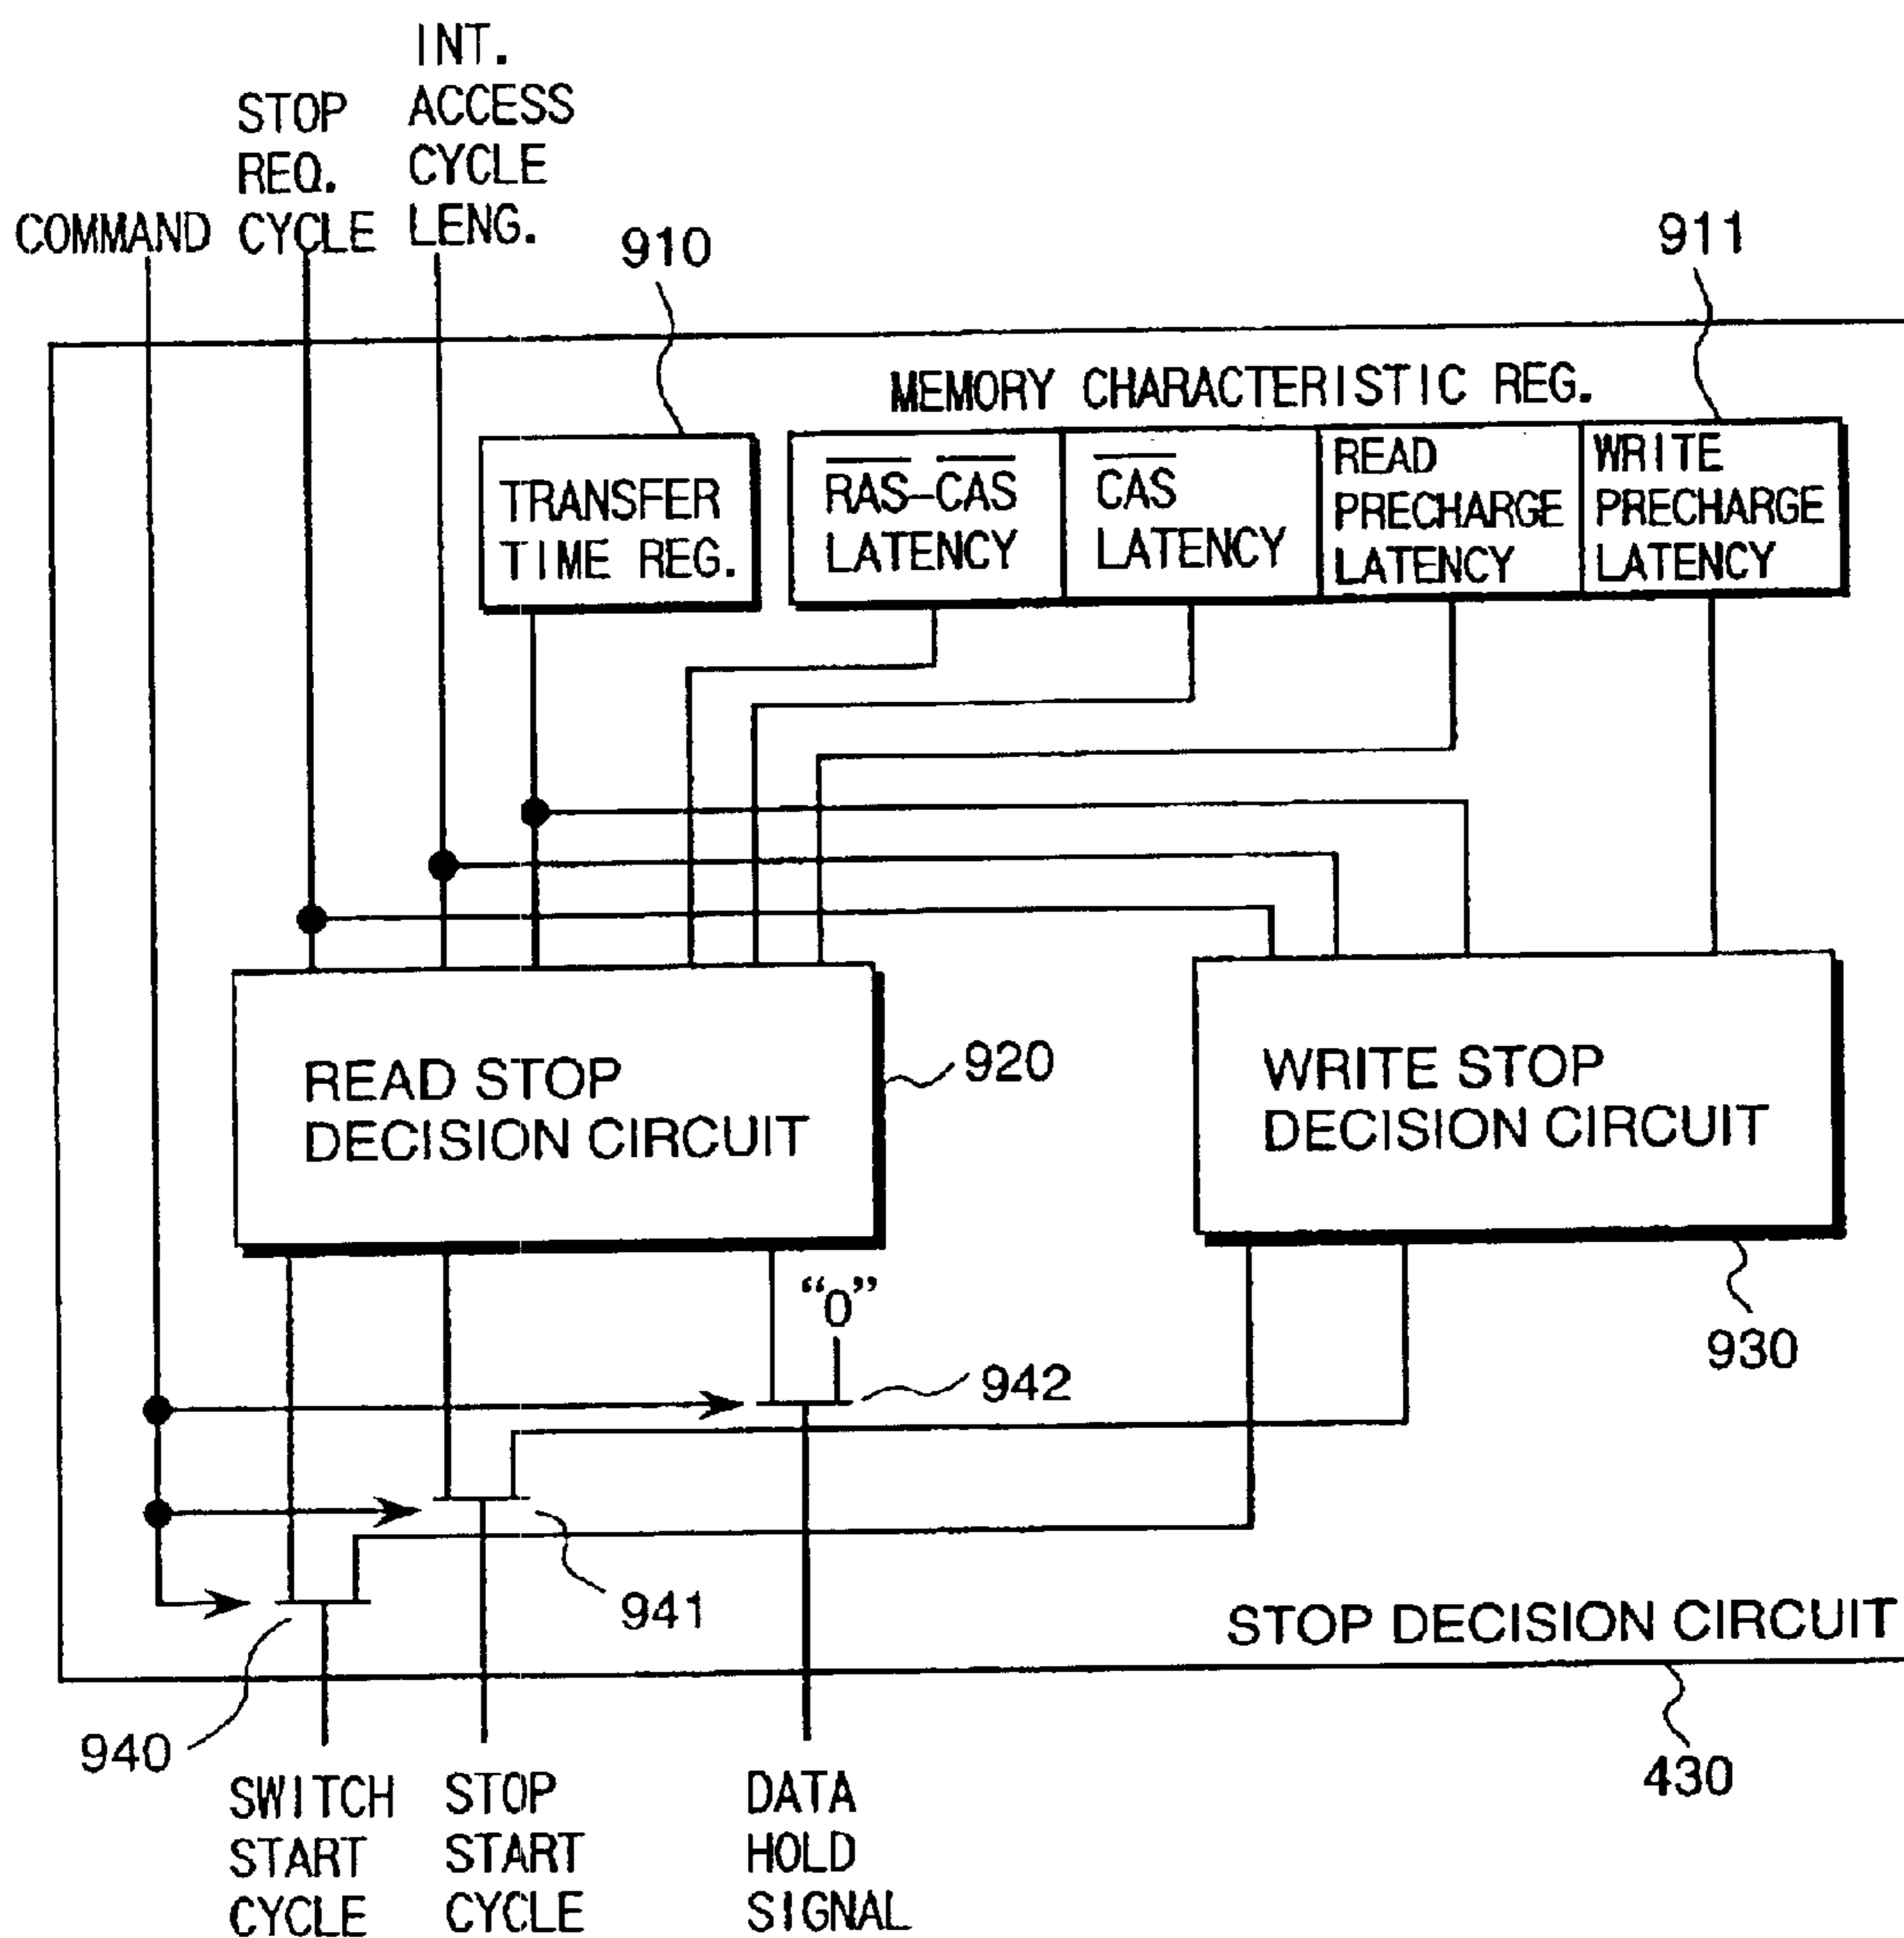 COMMAND
STOP
REQ.
CYCLE
INT.
ACCESS
CYCLE
LENG.
910
911
MEMORY CHARACTERISTIC REG.
TRANSFER
TIME REG.
RAS-CAS
LATENCY
CAS
LATENCY
READ
PRECHARGE
LATENCY
WRITE
PRECHARGE
LATENCY
READ STOP
DECISION CIRCUIT
920
WRITE STOP
DECISION CIRCUIT
930
“0”
942
941
940
STOP DECISION CIRCUIT
430
SWITCH
START
CYCLE
STOP
START
CYCLE
DATA
HOLD
SIGNAL